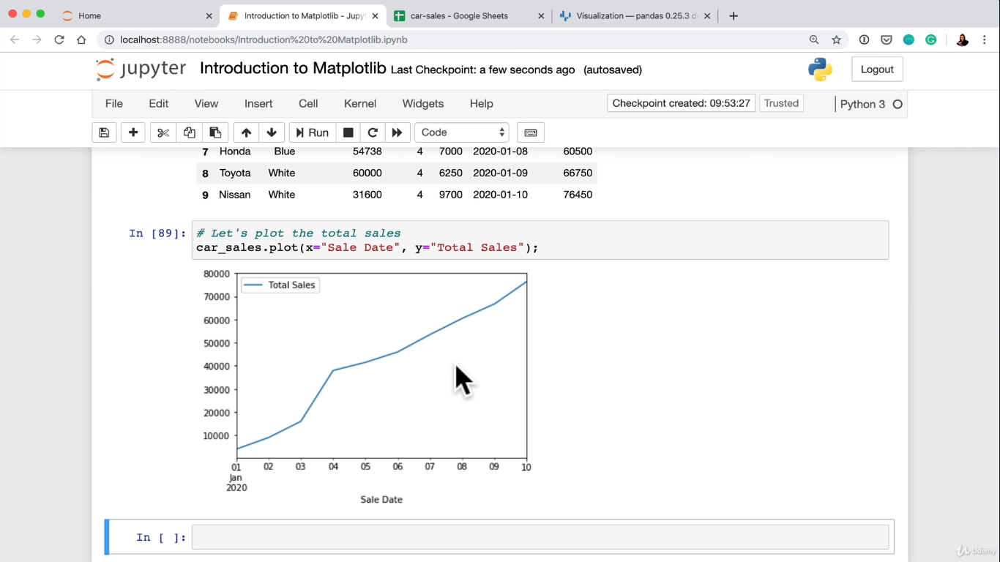 Home
Introduction to Matplotlib - Jupy
car-sales - Google Sheets
Visualization — pandas 0.25.3 d
localhost:8888/notebooks/Introduction%20to%20Matplotlib.ipynb
jupyter Introduction to Matplotlib Last Checkpoint: a few seconds ago (autosaved)
Logout
File Edit View Insert Cell Kernel Widgets Help
Checkpoint created: 09:53:27 Trusted Python 3
Run Code
7 Honda Blue 54738 4 7000 2020-01-08 60500
8 Toyota White 60000 4 6250 2020-01-09 66750
9 Nissan White 31600 4 9700 2020-01-10 76450
In [89]: # Let's plot the total sales
car_sales.plot(x="Sale Date", y="Total Sales");
80000
Total Sales
70000
60000
50000
40000
30000
20000
10000
01 02 03 04 05 06 07 08 09 10
Jan
2020
Sale Date
In [ ]:
Udemy